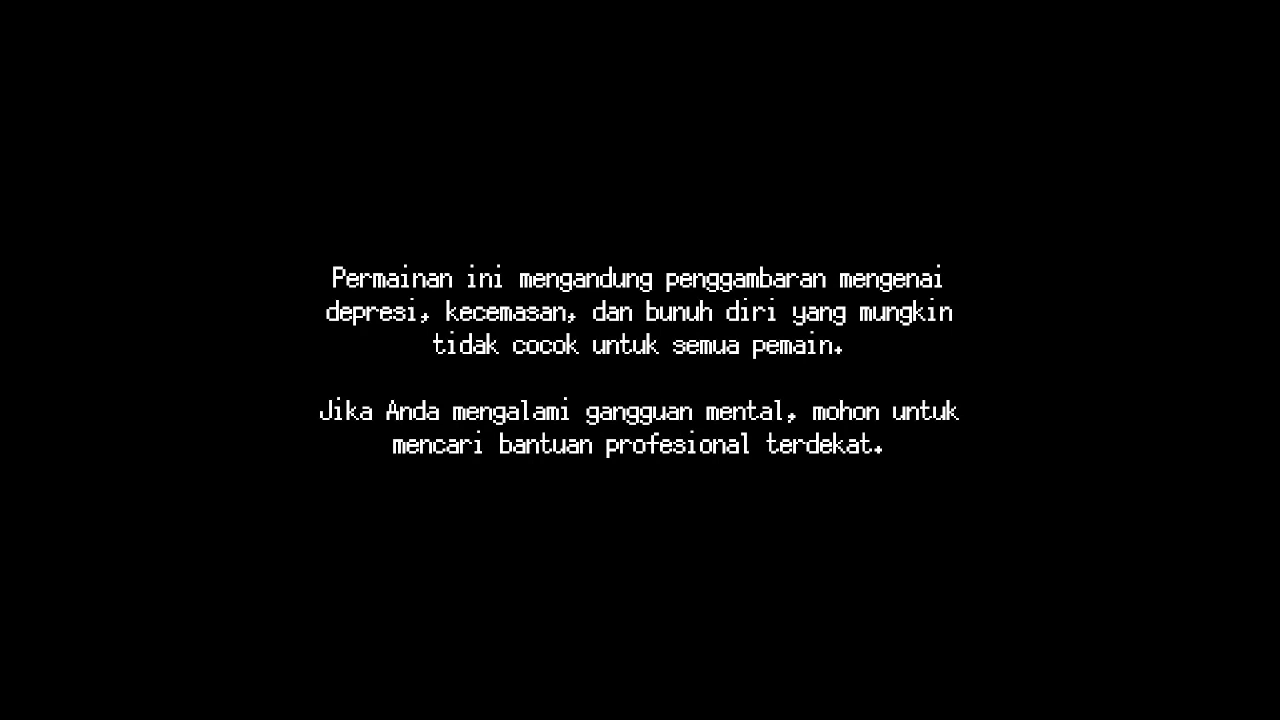 Permainan ini mengandung penggambaran mengenai
depresi, kecemasan, dan bunuh diri yang mungkin
tidak cocok untuk semua pemain.
Jika Anda mengalami gangguan mental, mohon untuk
mencari bantuan profesional terdekat.